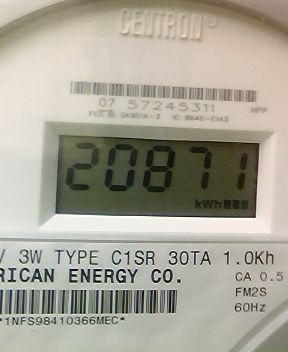 CENTRON®
07 57245311 HPP
20871
kWh
V 3W TYPE C1SR 30TA 1.0Kh
RICAN ENERGY CO. CA 0.5
FM2S
*1NFS98410366MEC* 60Hz